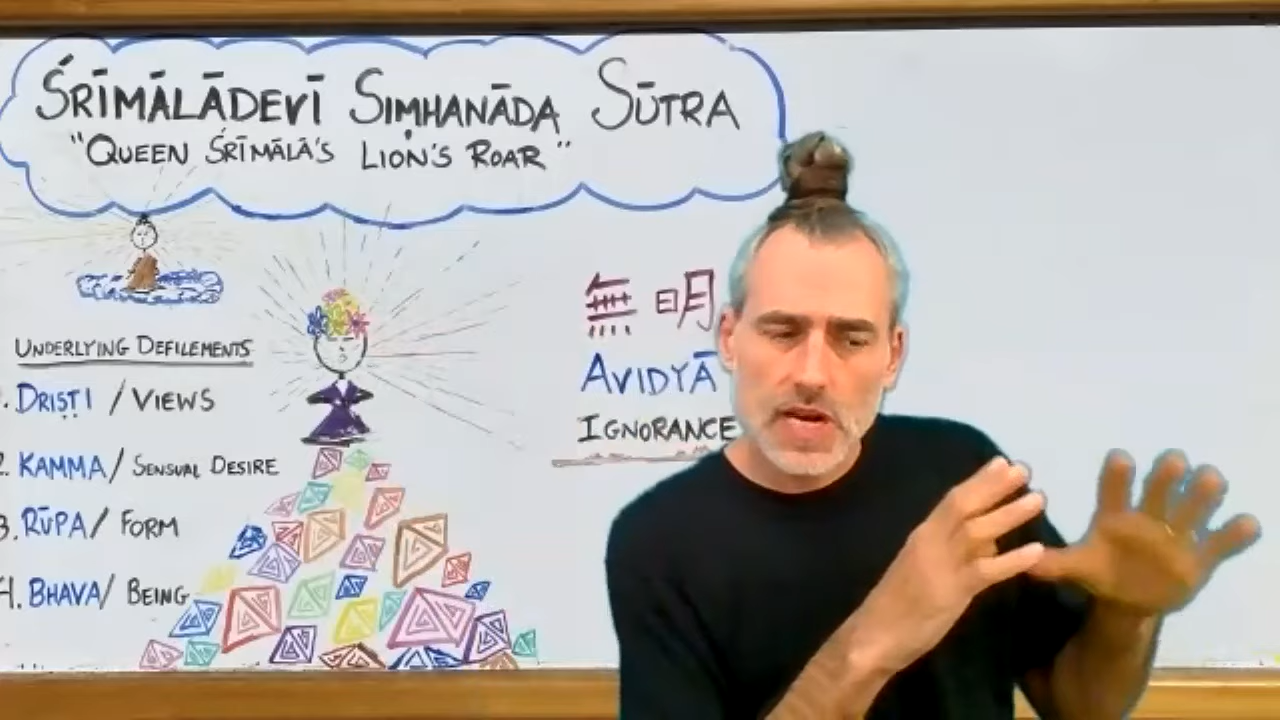 ŚRĪMĀLĀDEVĪ SIṂHANĀDA SŪTRA
"QUEEN ŚRĪMĀLĀ'S LION'S ROAR"
UNDERLYING DEFILEMENTS
. DRIṢṬI / VIEWS
2. KAMMA / SENSUAL DESIRE
3. RŪPA / FORM
4. BHAVA / BEING
無明
AVIDYĀ
IGNORANCE